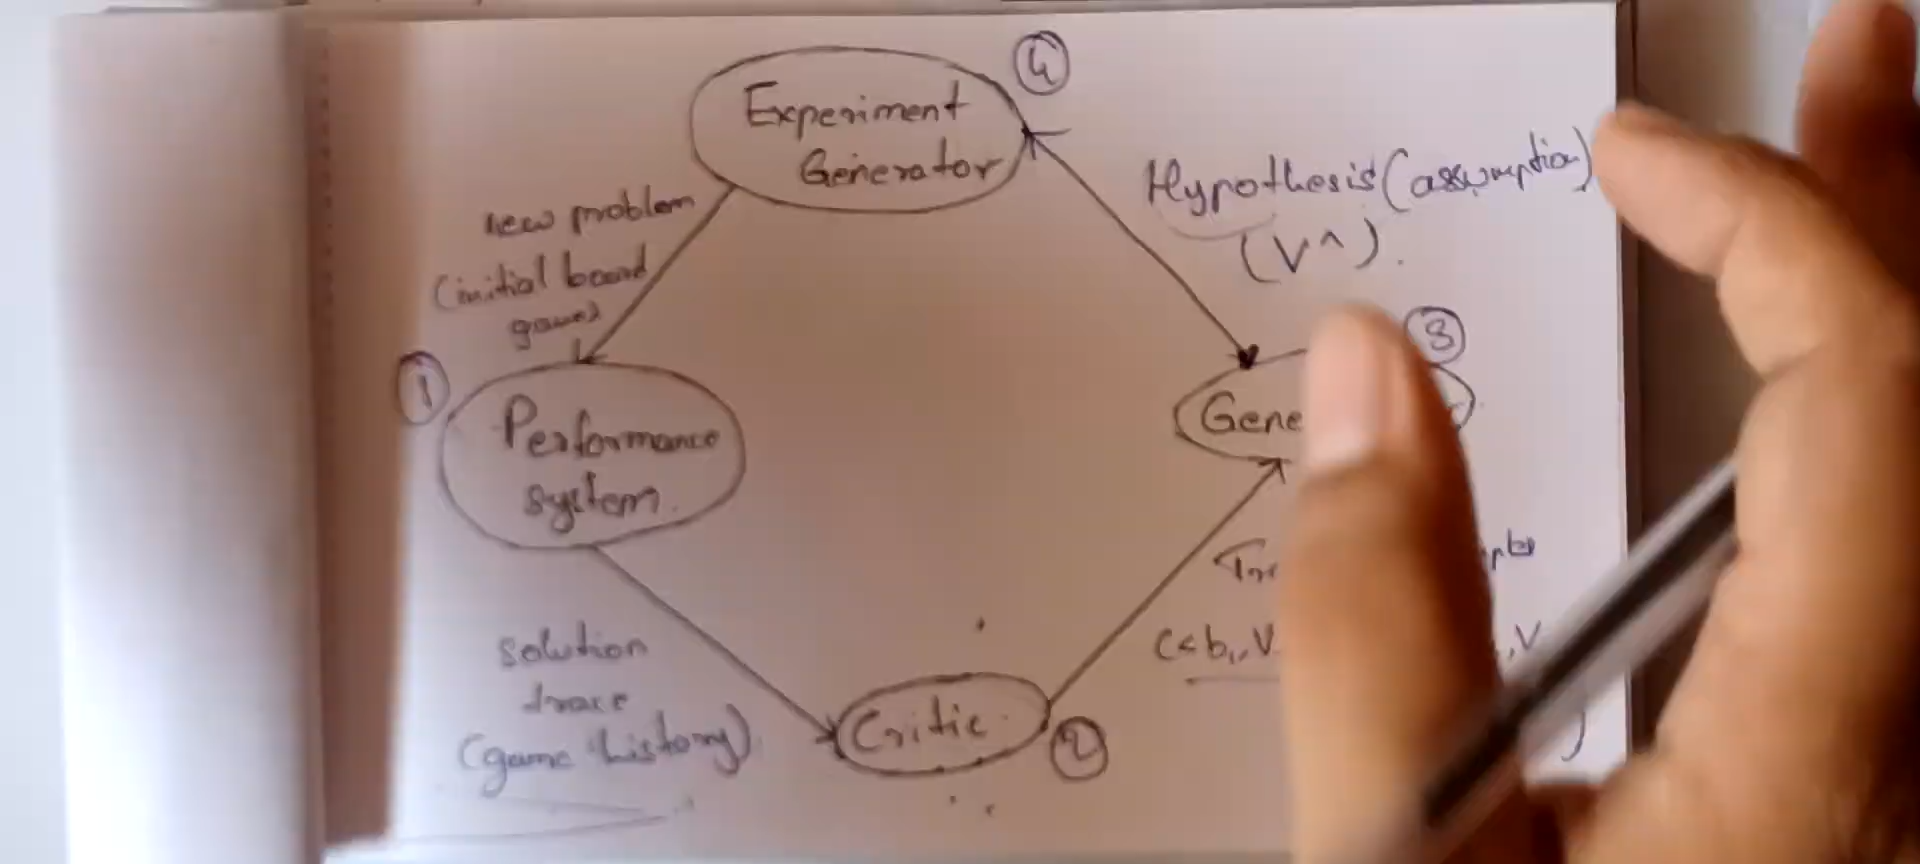 4
Experiment
Generator
new problem
(initial board
game)
Hypothesis (assumption)
(V^).
1
3
Performance
system.
solution
trace
(game history)
Critic.
2